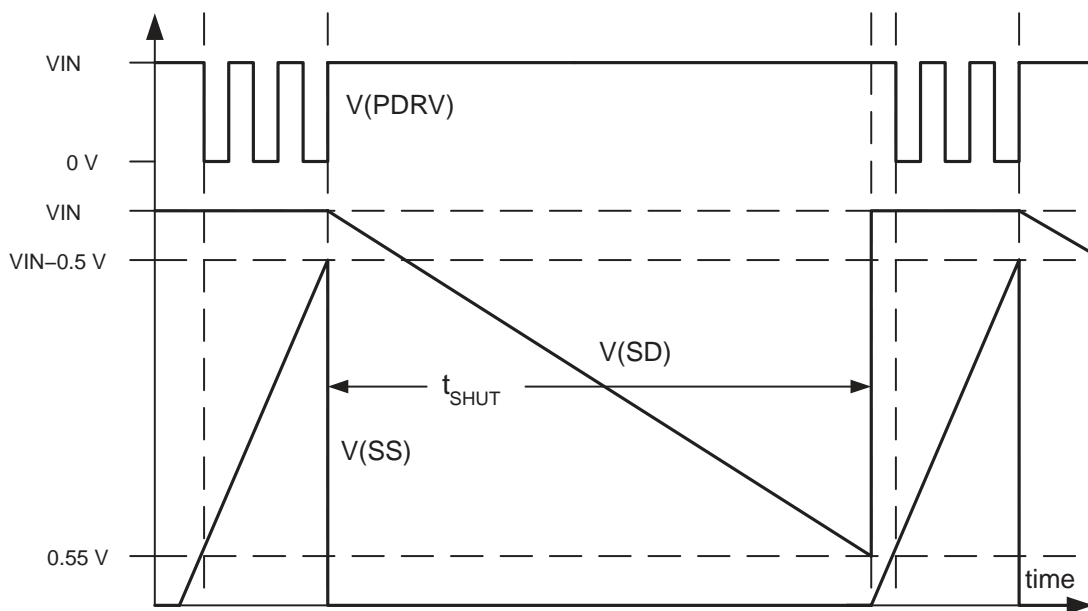 VIN
V(PDRV)
0 V
VIN
VIN–0.5 V
V(SD)
tSHUT
V(SS)
0.55 V
time